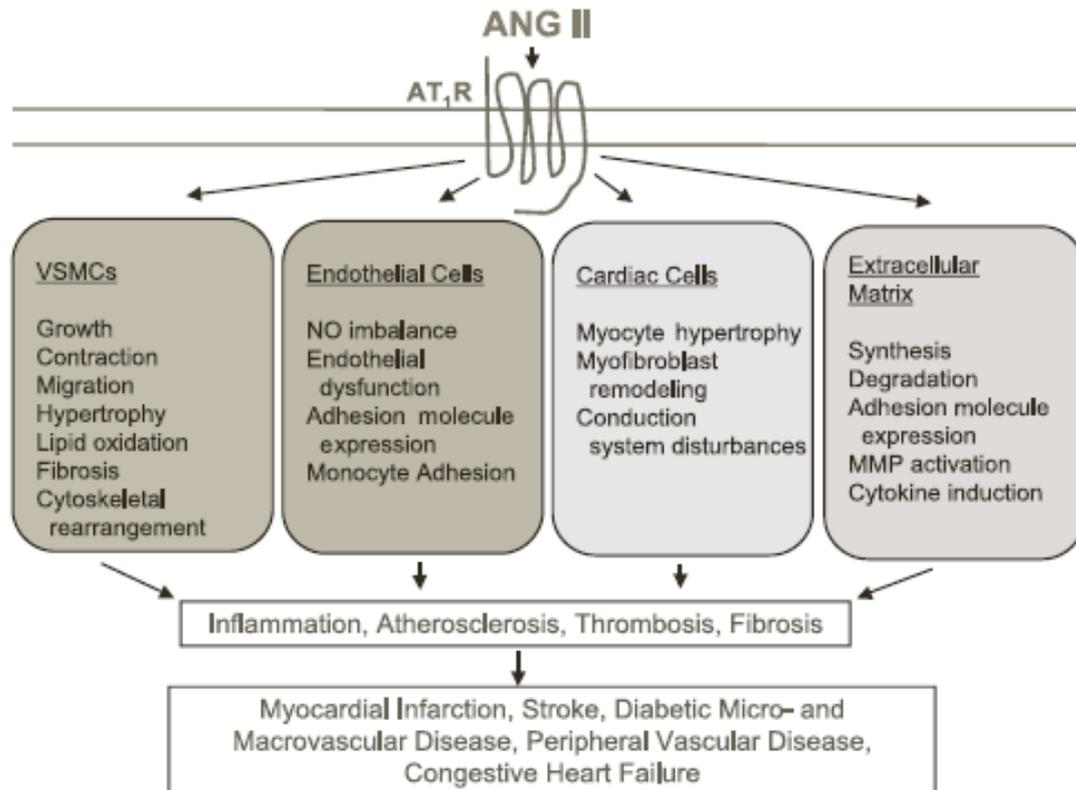 ANG II
AT₁R
VSMCs
Growth
Contraction
Migration
Hypertrophy
Lipid oxidation
Fibrosis
Cytoskeletal
rearrangement
Endothelial Cells
NO imbalance
Endothelial
dysfunction
Adhesion molecule
expression
Monocyte Adhesion
Cardiac Cells
Myocyte hypertrophy
Myofibroblast
remodeling
Conduction
system disturbances
Extracellular
Matrix
Synthesis
Degradation
Adhesion molecule
expression
MMP activation
Cytokine induction
Inflammation, Atherosclerosis, Thrombosis, Fibrosis
Myocardial Infarction, Stroke, Diabetic Micro- and
Macrovascular Disease, Peripheral Vascular Disease,
Congestive Heart Failure